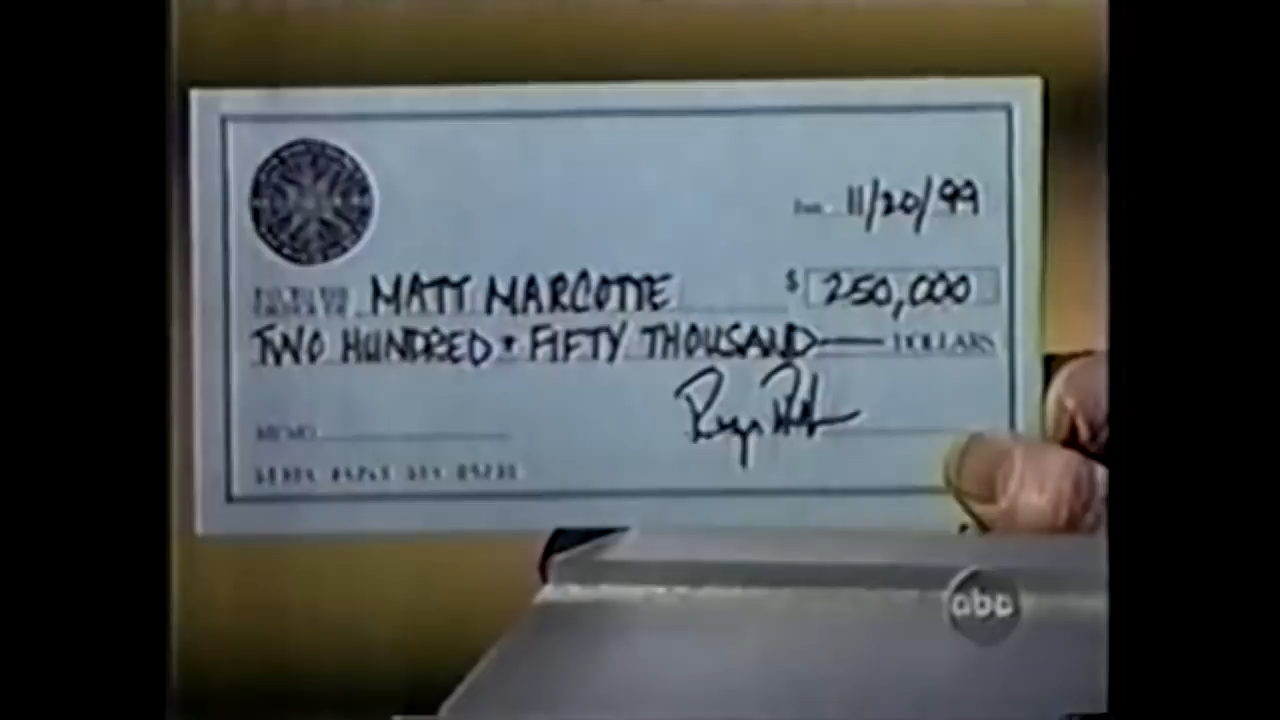 11/20/99
MATT MARCOTTE $ 250,000
TWO HUNDRED + FIFTY THOUSAND DOLLARS
MEMO
abc